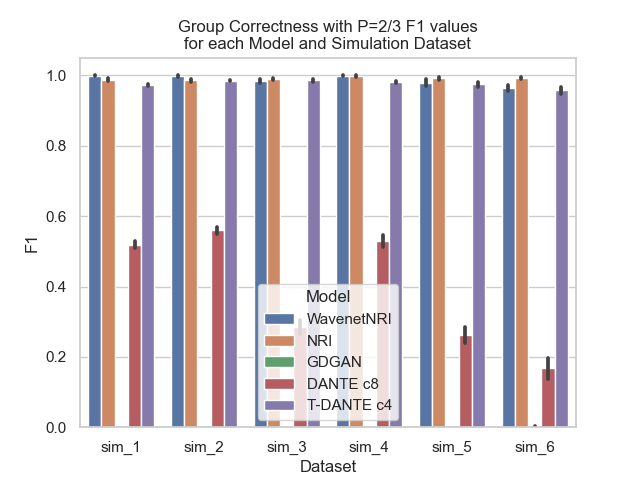 Group Correctness with P=2/3 F1 values
for each Model and Simulation Dataset
1.0
0.8
0.6
0.4
0.2
0.0
F1
Model
WavenetNRI
NRI
GDGAN
DANTE c8
T-DANTE c4
sim_1 sim_2 sim_3 sim_4 sim_5 sim_6
Dataset